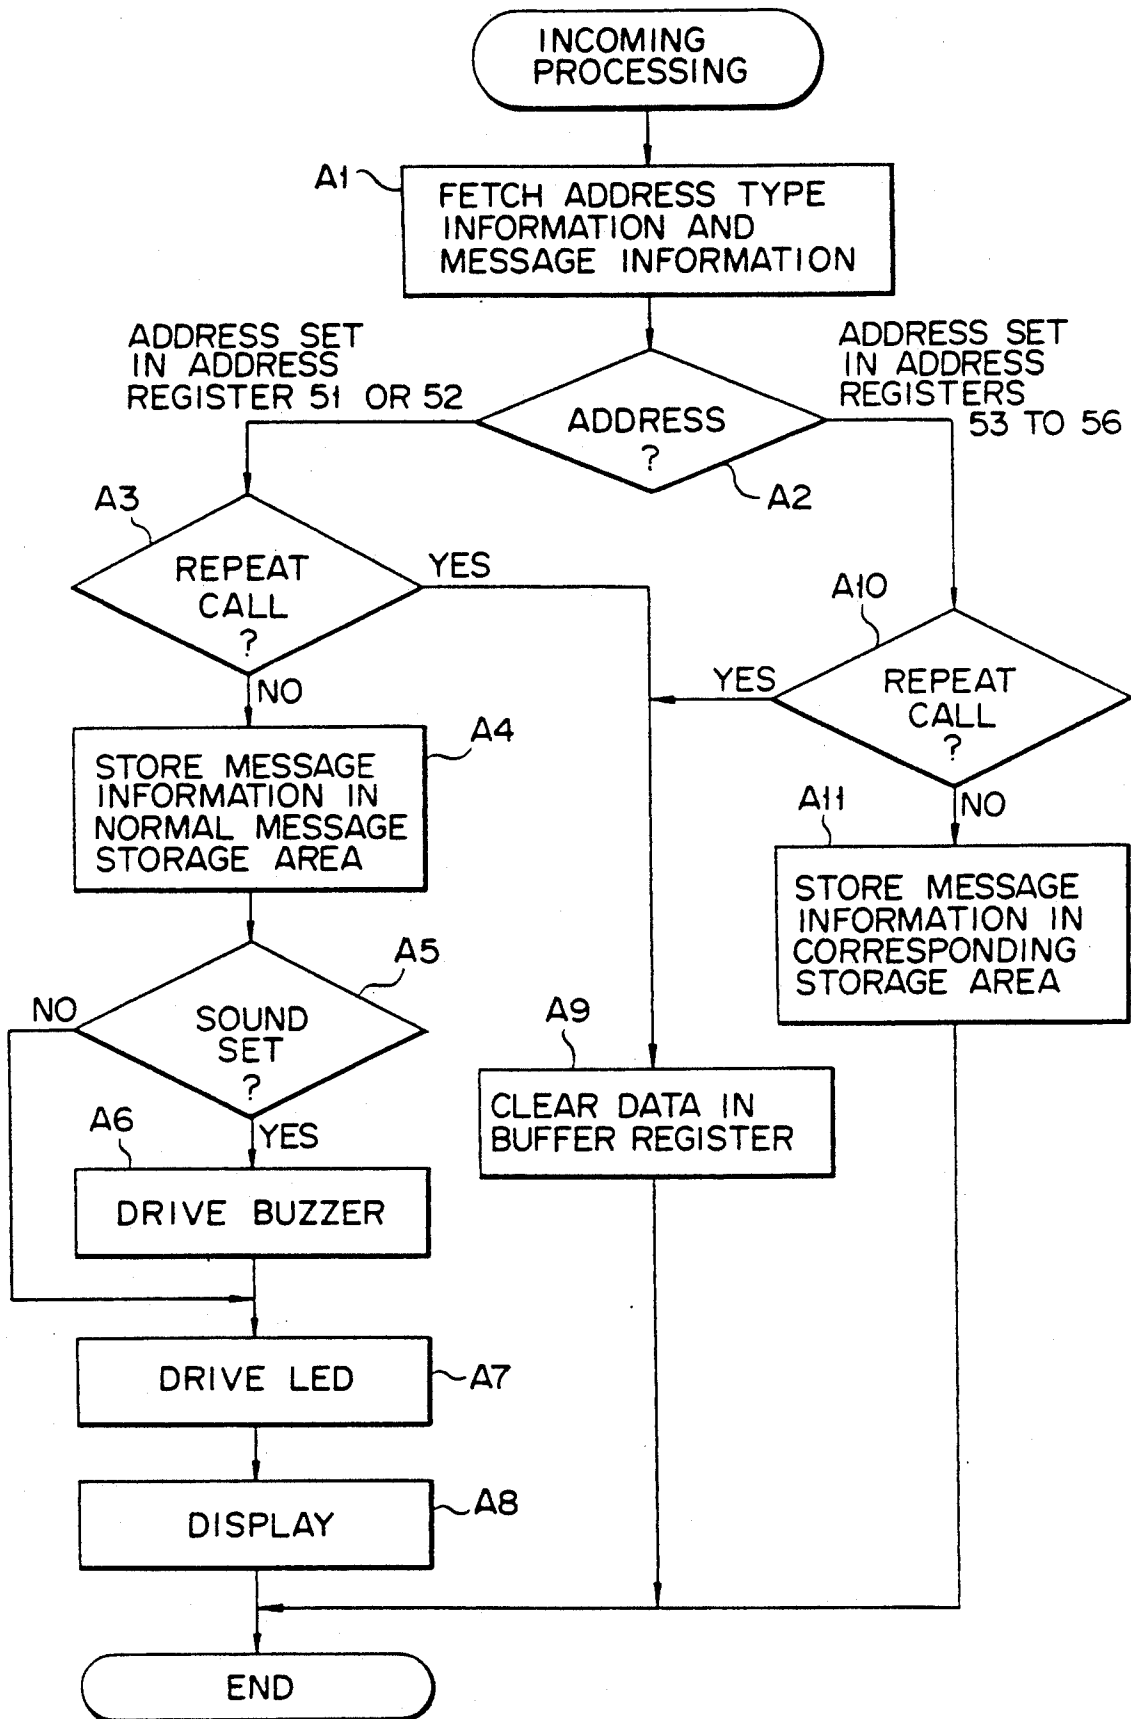 INCOMING
PROCESSING
A1
FETCH ADDRESS TYPE
INFORMATION AND
MESSAGE INFORMATION
ADDRESS SET
IN ADDRESS
REGISTER 51 OR 52
ADDRESS SET
IN ADDRESS
REGISTERS
53 TO 56
ADDRESS
?
A2
A3
REPEAT
CALL
?
YES
NO
A10
REPEAT
CALL
?
YES
NO
A4
STORE MESSAGE
INFORMATION IN
NORMAL MESSAGE
STORAGE AREA
A11
STORE MESSAGE
INFORMATION IN
CORRESPONDING
STORAGE AREA
A5
NO
SOUND
SET
?
YES
A9
CLEAR DATA IN
BUFFER REGISTER
A6
DRIVE BUZZER
DRIVE LED
A7
DISPLAY
A8
END